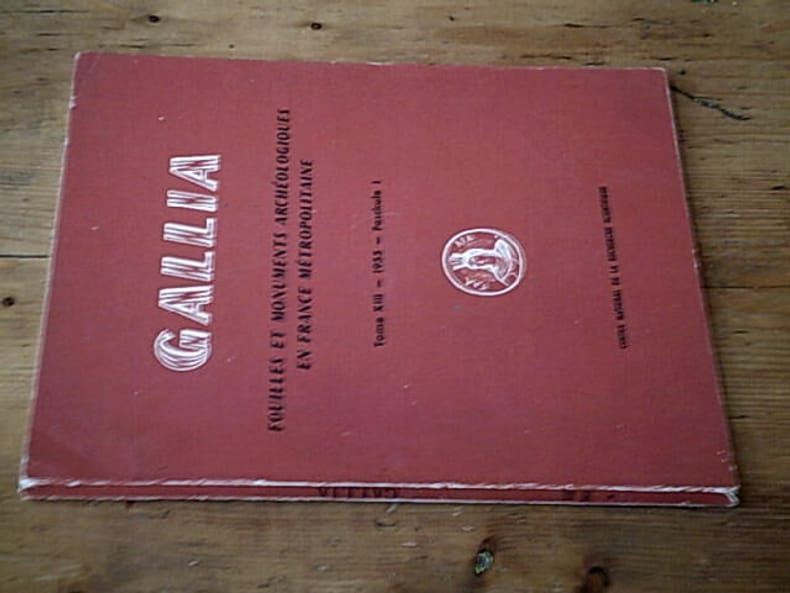 GALLIA
FOUILLES ET MONUMENTS ARCHÉOLOGIQUES
EN FRANCE MÉTROPOLITAINE
Tome XIII — 1955 — Fascicule 1
CENTRE NATIONAL DE LA RECHERCHE SCIENTIFIQUE
GALLIA